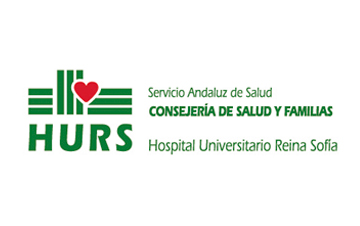 Servicio Andaluz de Salud
CONSEJERÍA DE SALUD Y FAMILIAS
HURS
Hospital Universitario Reina Sofía